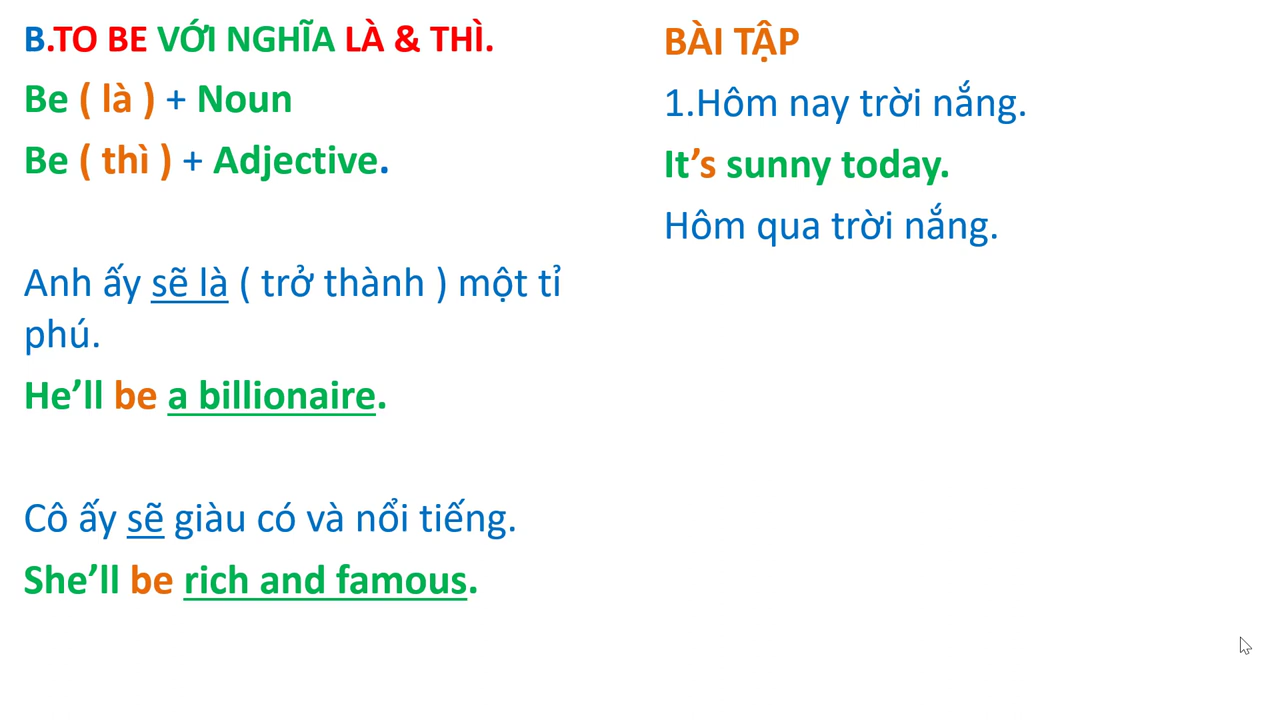 B.TO BE VỚI NGHĨA LÀ & THÌ.
Be ( là ) + Noun
Be ( thì ) + Adjective.
Anh ấy sẽ là ( trở thành ) một tỉ
phú.
He’ll be a billionaire.
Cô ấy sẽ giàu có và nổi tiếng.
She’ll be rich and famous.
BÀI TẬP
1.Hôm nay trời nắng.
It’s sunny today.
Hôm qua trời nắng.